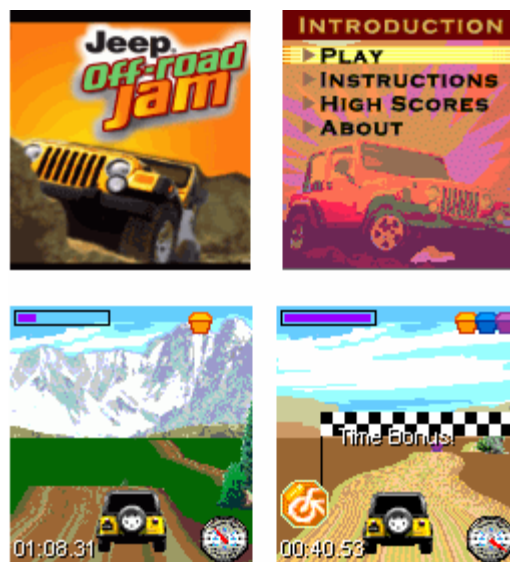 Jeep
Off-road
Jam
INTRODUCTION
PLAY
INSTRUCTIONS
HIGH SCORES
ABOUT
01:08.31
Time Bonus!
00:40.53